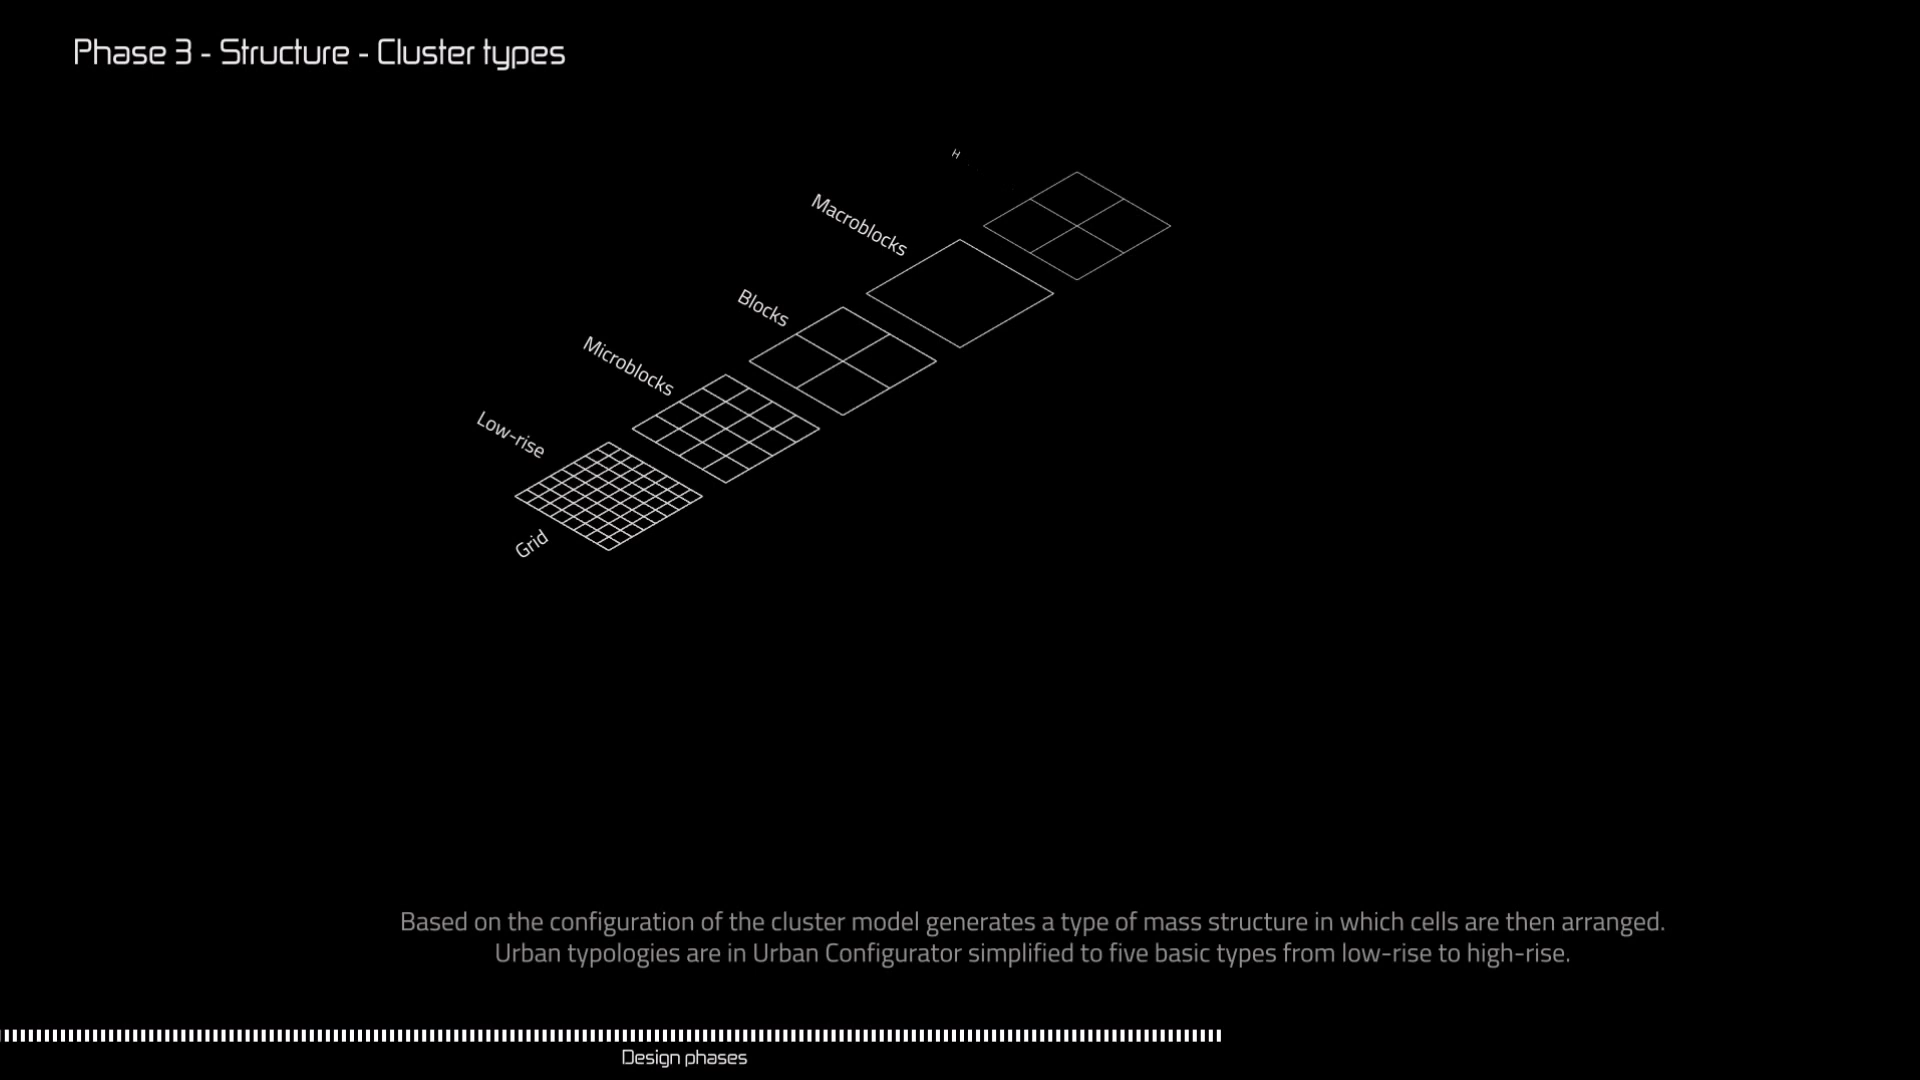 Phase 3 - Structure - Cluster types
H
Macroblocks
Blocks
Microblocks
Low-rise
Grid
Based on the configuration of the cluster model generates a type of mass structure in which cells are then arranged.
Urban typologies are in Urban Configurator simplified to five basic types from low-rise to high-rise.
Design phases